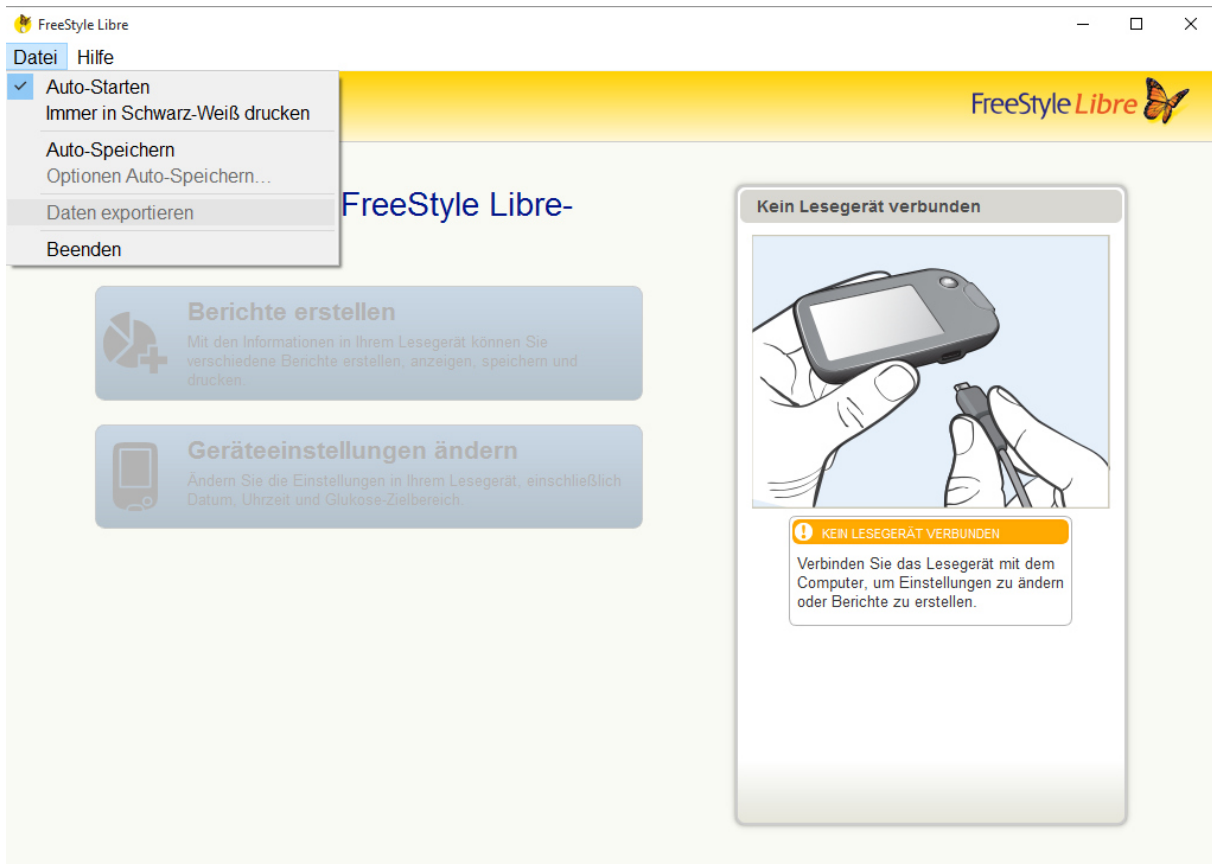 FreeStyle Libre
Datei Hilfe
Auto-Starten
Immer in Schwarz-Weiß drucken
Auto-Speichern
Optionen Auto-Speichern...
Daten exportieren
Beenden
FreeStyle Libre
FreeStyle Libre-
Berichte erstellen
Mit den Informationen in Ihrem Lesegerät können Sie
verschiedene Berichte erstellen, anzeigen, speichern und
drucken.
Geräteeinstellungen ändern
Ändern Sie die Einstellungen in Ihrem Lesegerät, einschließlich
Datum, Uhrzeit und Glukose-Zielbereich.
Kein Lesegerät verbunden
KEIN LESEGERÄT VERBUNDEN
Verbinden Sie das Lesegerät mit dem
Computer, um Einstellungen zu ändern
oder Berichte zu erstellen.